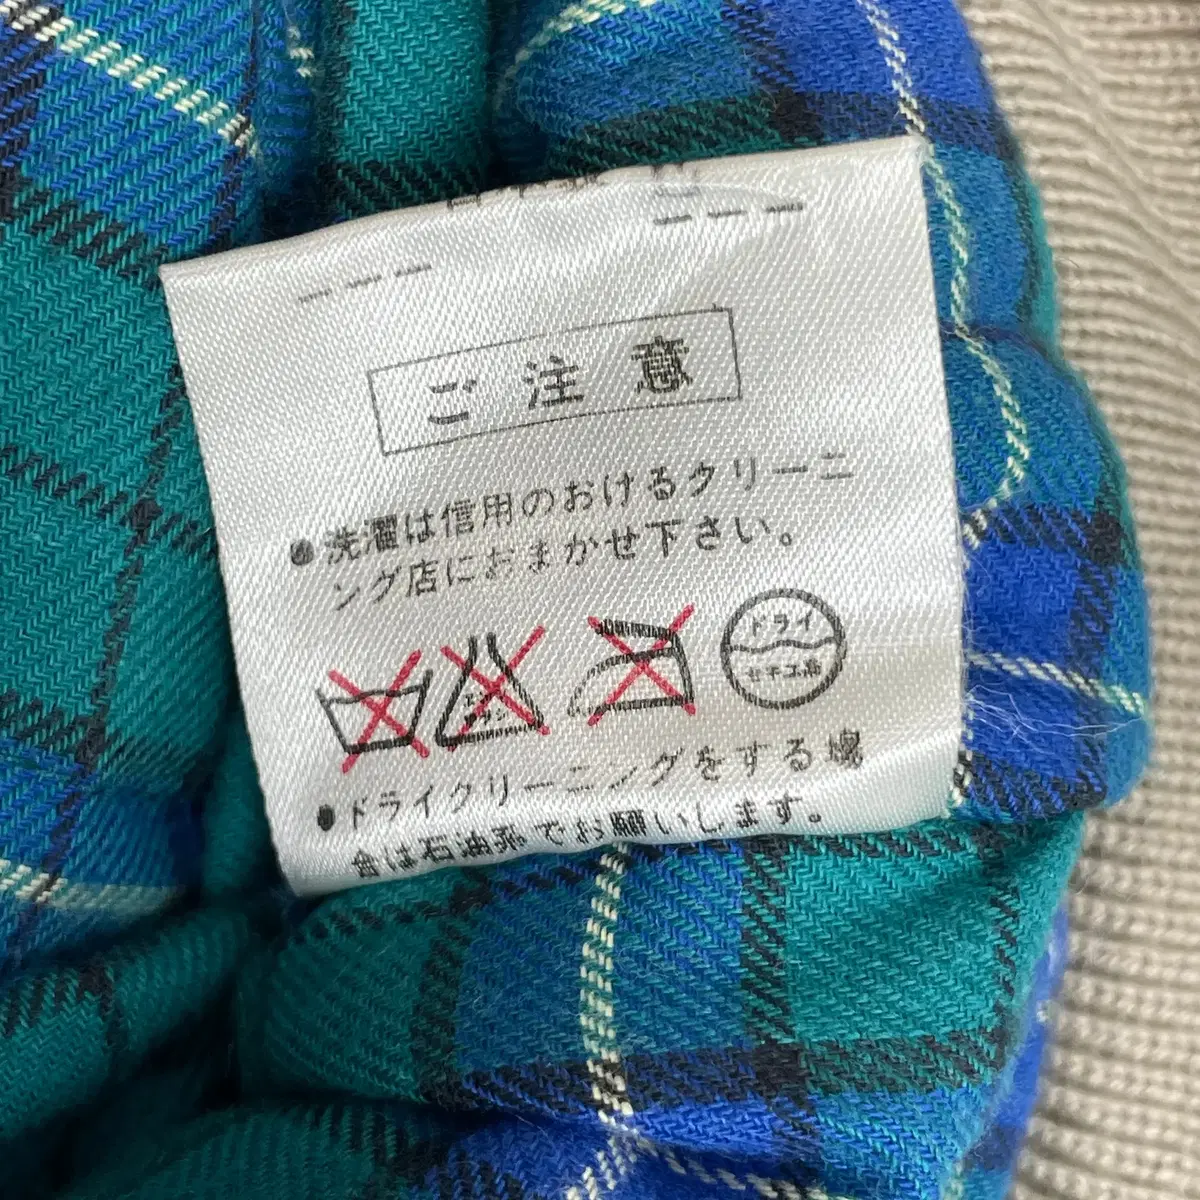 ご注意
●洗濯は信用のおけるクリーニ
ング店におまかせ下さい。
ドライ
セキユ系
●ドライクリーニングをする場
合は石油系でお願いします。